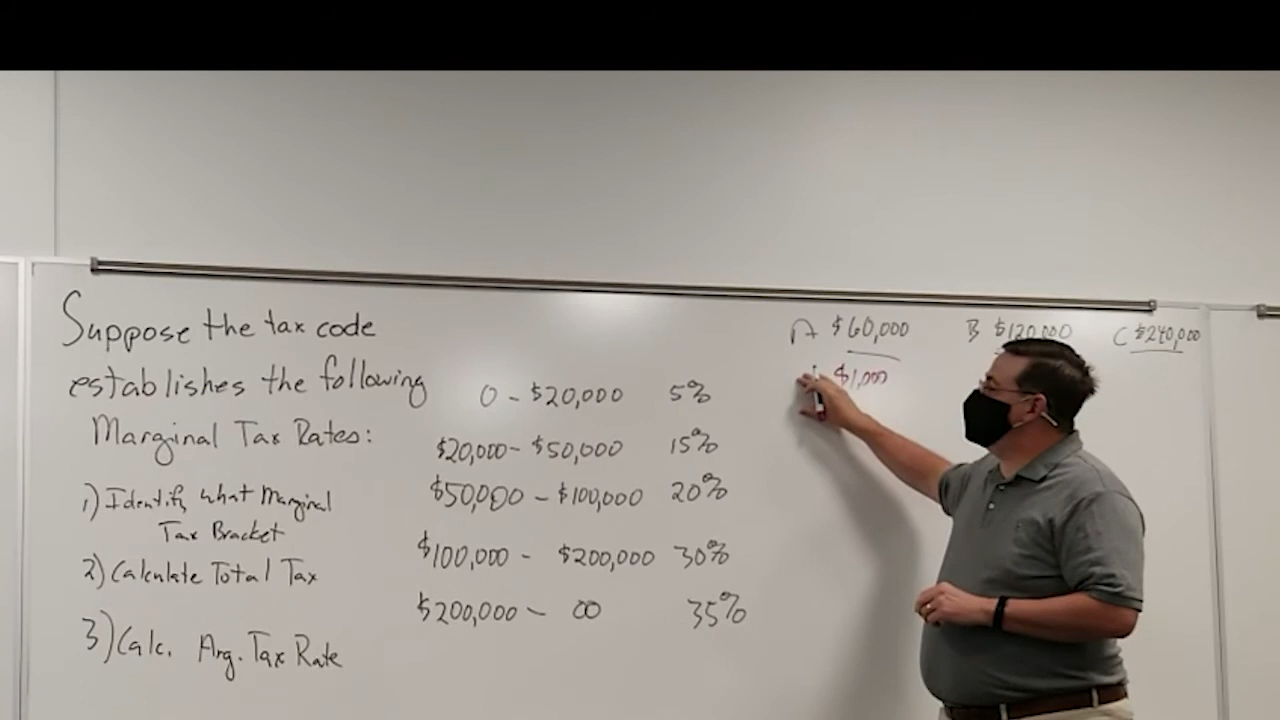 Suppose the tax code
establishes the following
Marginal Tax Rates:
1) Identify what Marginal
Tax Bracket
2) Calculate Total Tax
3) Calc. Avg. Tax Rate
0 - $20,000 5%
$20,000 - $50,000 15%
$50,000 - $100,000 20%
$100,000 - $200,000 30%
$200,000 - ∞ 35%
A $60,000
$1,000
B $120,000
C $240,000